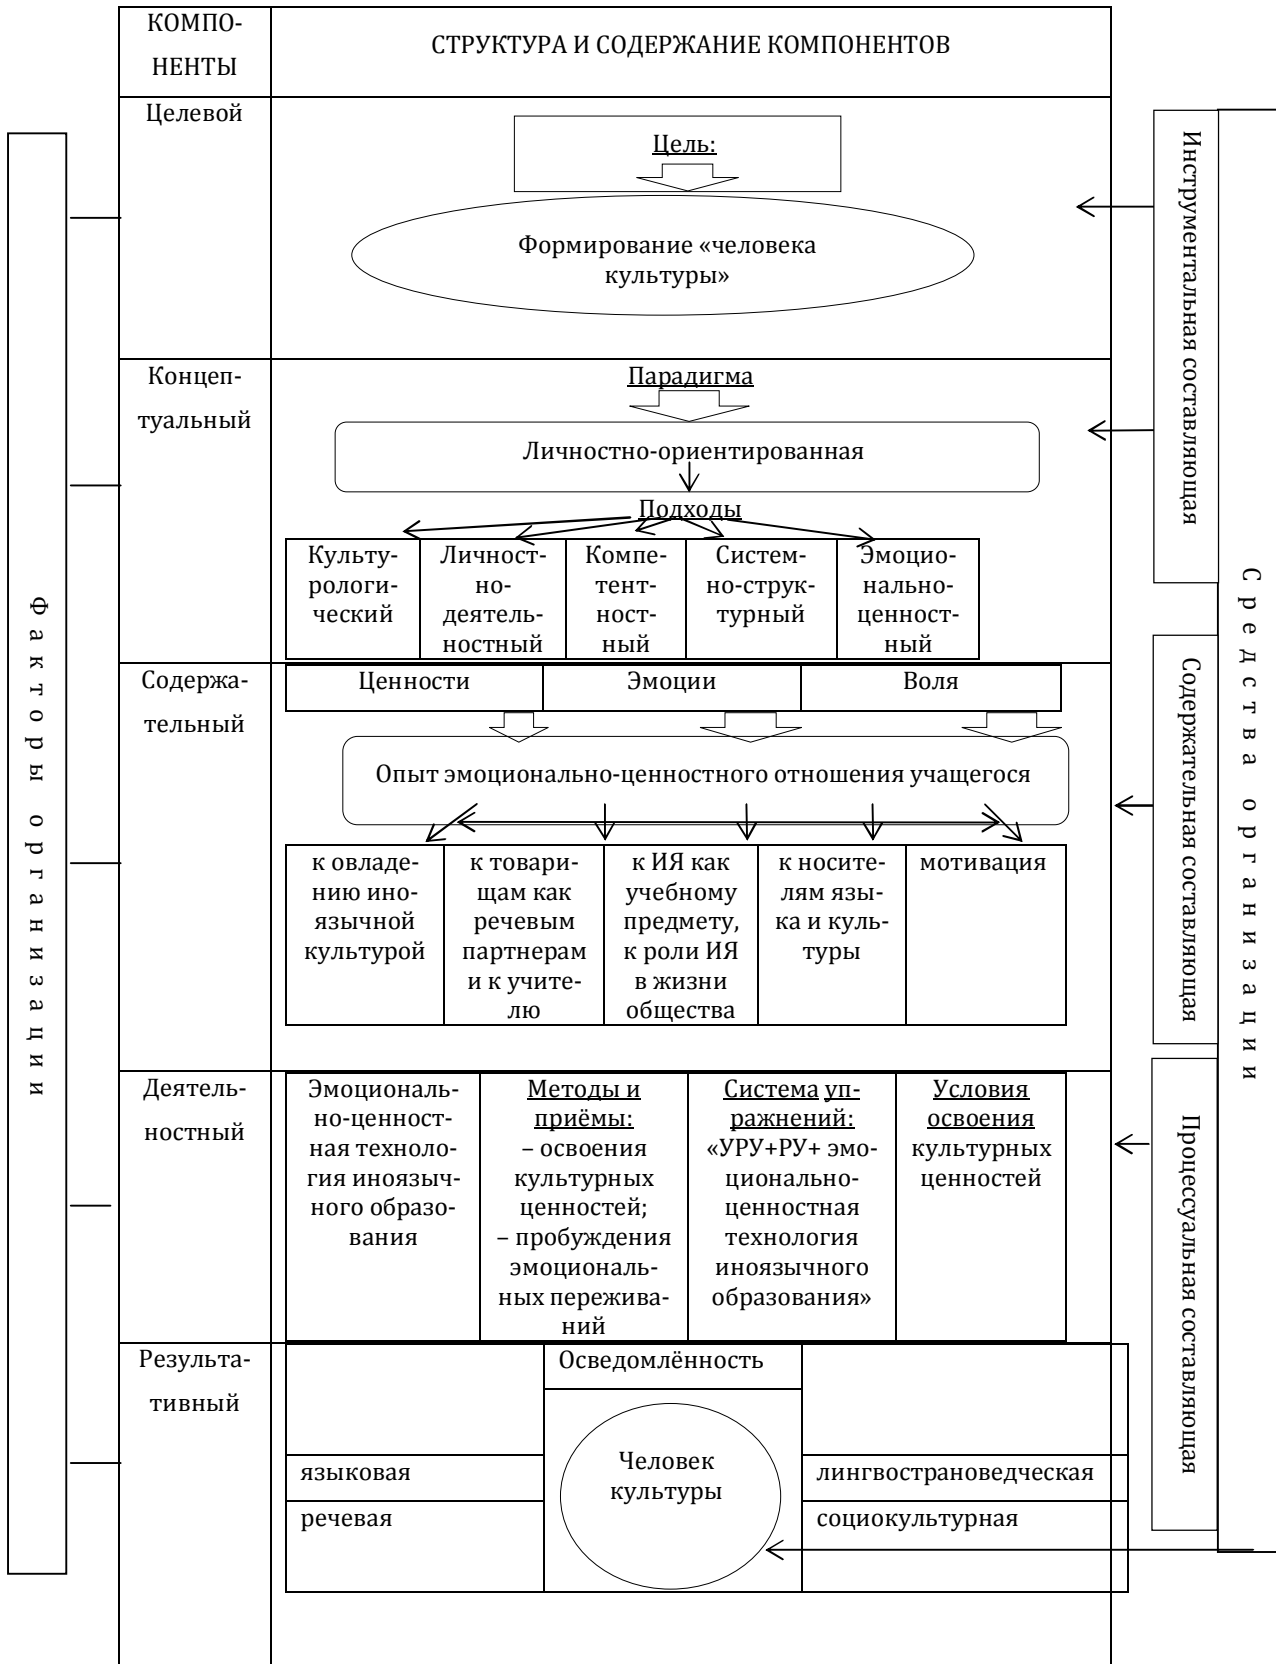 КОМПО-
НЕНТЫ
СТРУКТУРА И СОДЕРЖАНИЕ КОМПОНЕНТОВ
Целевой
Цель:
Формирование «человека
культуры»
Концеп-
туальный
Парадигма
Личностно-ориентированная
Подходы
Культу-
рологи-
ческий
Личност-
но-
деятель-
ностный
Компе-
тент-
ност-
ный
Систем-
но-струк-
турный
Эмоцио-
нально-
ценност-
ный
Содержа-
тельный
Ценности
Эмоции
Воля
Опыт эмоционально-ценностного отношения учащегося
к овладе-
нию ино-
язычной
культурой
к товари-
щам как
речевым
партнерам
и к учите-
лю
к ИЯ как
учебному
предмету,
к роли ИЯ
в жизни
общества
к носите-
лям язы-
ка и куль-
туры
мотивация
Деятель-
ностный
Эмоциональ-
но-ценност-
ная техноло-
гия иноязыч-
ного образо-
вания
Методы и
приёмы:
– освоения
культурных
ценностей;
– пробуждения
эмоциональ-
ных пережива-
ний
Система уп-
ражнений:
«УРУ+РУ+ эмо-
ционально-
ценностная
технология
иноязычного
образования»
Условия
освоения
культурных
ценностей
Результа-
тивный
Осведомлённость
Человек
культуры
языковая
речевая
лингвострановедческая
социокультурная
Факторы организации
Инструментальная составляющая
Содержательная составляющая
Процессуальная составляющая
Средства организации